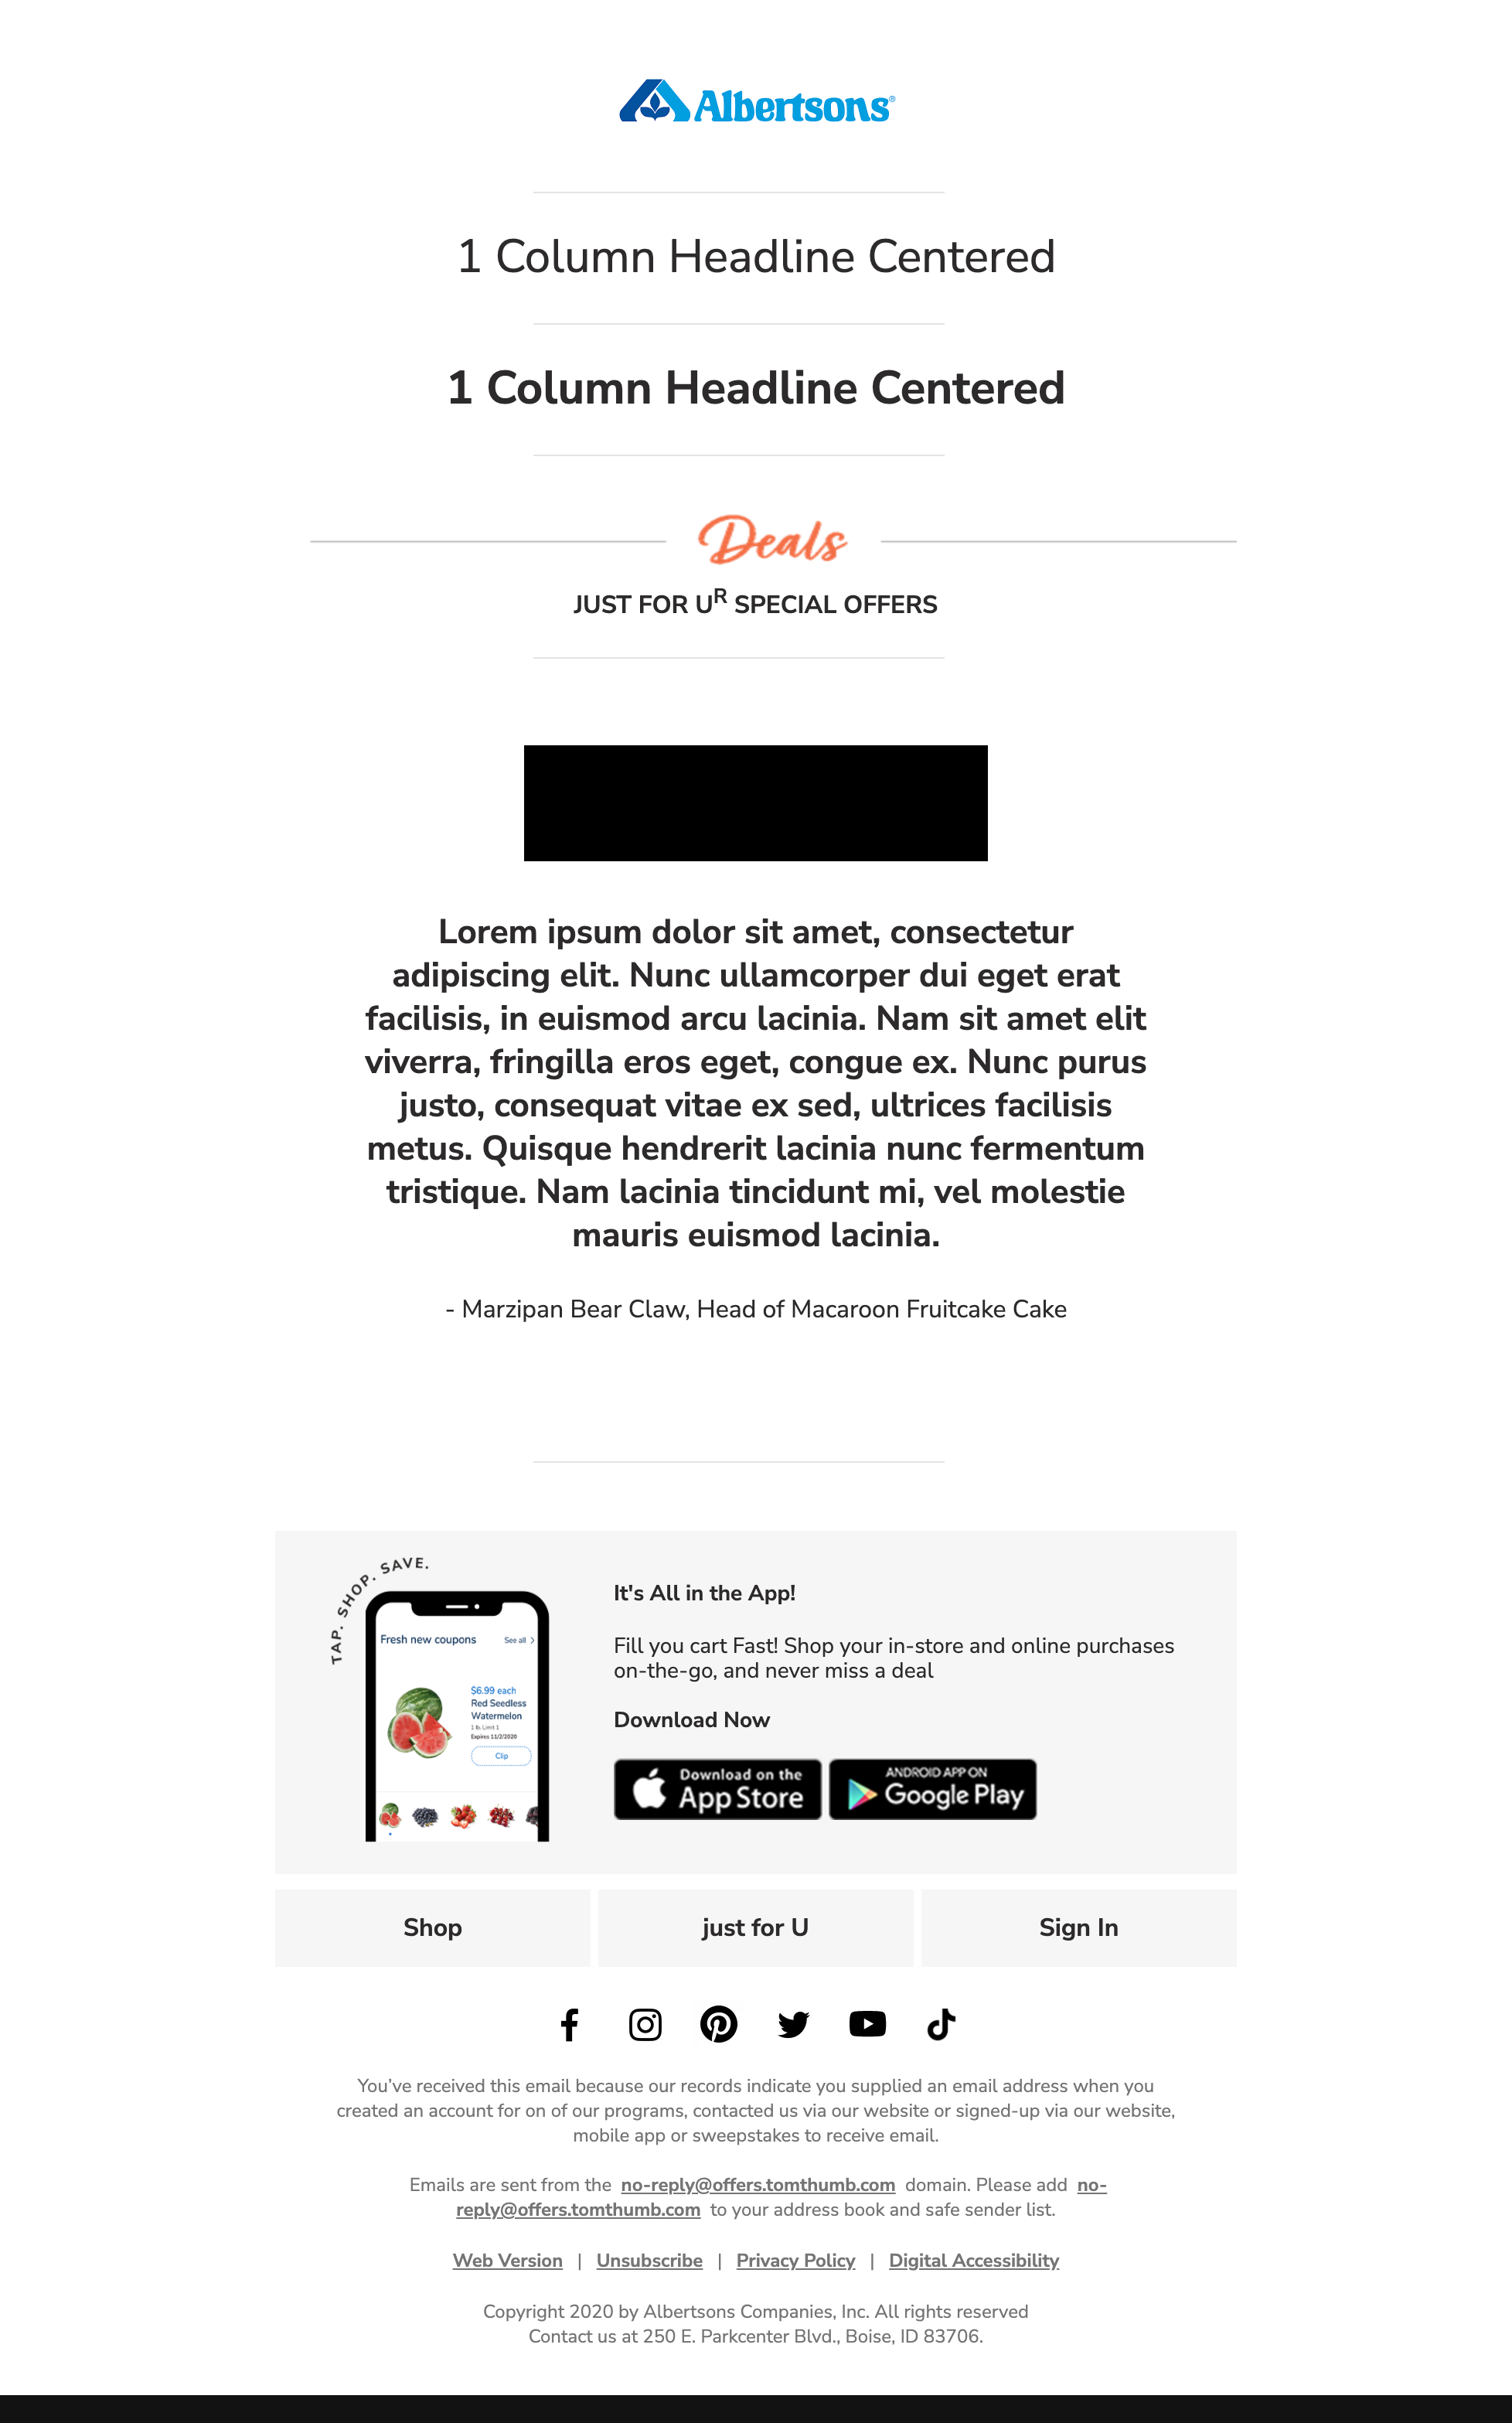 Albertsons®
1 Column Headline Centered
1 Column Headline Centered
Deals
JUST FOR Uᴿ SPECIAL OFFERS
Lorem ipsum dolor sit amet, consectetur
adipiscing elit. Nunc ullamcorper dui eget erat
facilisis, in euismod arcu lacinia. Nam sit amet elit
viverra, fringilla eros eget, congue ex. Nunc purus
justo, consequat vitae ex sed, ultrices facilisis
metus. Quisque hendrerit lacinia nunc fermentum
tristique. Nam lacinia tincidunt mi, vel molestie
mauris euismod lacinia.
- Marzipan Bear Claw, Head of Macaroon Fruitcake Cake
TAP. SHOP. SAVE.
Fresh new coupons See all
$6.99 each
Red Seedless
Watermelon
1 lb. Limit 1
Expires 11/2/2020
Clip
It's All in the App!
Fill you cart Fast! Shop your in-store and online purchases
on-the-go, and never miss a deal
Download Now
Download on the
App Store
ANDROID APP ON
Google Play
Shop just for U Sign In
You’ve received this email because our records indicate you supplied an email address when you
created an account for on of our programs, contacted us via our website or signed-up via our website,
mobile app or sweepstakes to receive email.
Emails are sent from the no-reply@offers.tomthumb.com domain. Please add no-
reply@offers.tomthumb.com to your address book and safe sender list.
Web Version | Unsubscribe | Privacy Policy | Digital Accessibility
Copyright 2020 by Albertsons Companies, Inc. All rights reserved
Contact us at 250 E. Parkcenter Blvd., Boise, ID 83706.